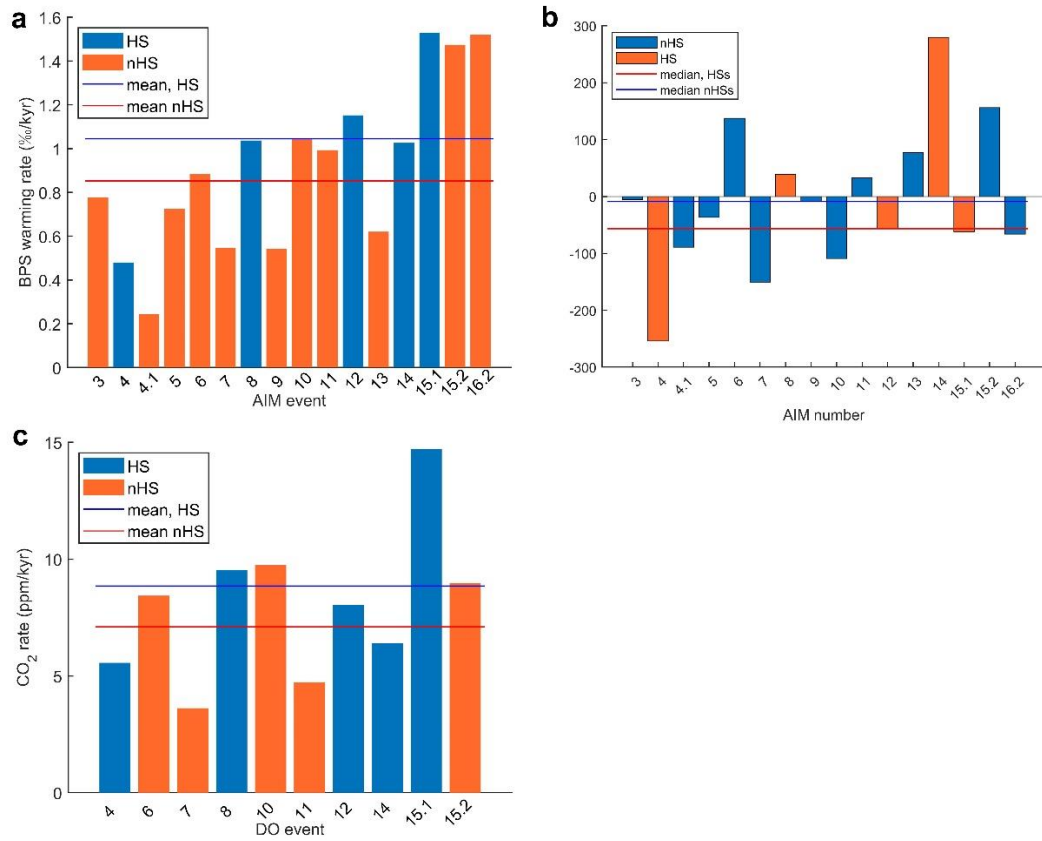 a
1.6
1.4
1.2
1
0.8
0.6
0.4
0.2
0
BPS warming rate (‰/kyr)
HS
nHS
mean, HS
mean nHS
3 4 4.1 5 6 7 8 9 10 11 12 13 14 15.1 15.2 16.2
AIM event
b
300
200
100
0
-100
-200
-300
nHS
HS
median, HSs
median nHSs
3 4 4.1 5 6 7 8 9 10 11 12 13 14 15.1 15.2 16.2
AIM number
c
15
10
5
0
CO2 rate (ppm/kyr)
HS
nHS
mean, HS
mean nHS
4 6 7 8 10 11 12 14 15.1 15.2
DO event